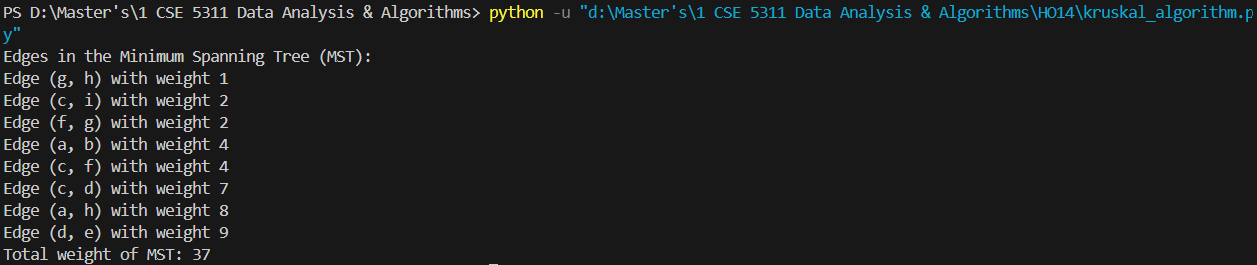 PS D:\Master's\1 CSE 5311 Data Analysis & Algorithms> python -u "d:\Master's\1 CSE 5311 Data Analysis & Algorithms\HO14\kruskal_algorithm.p
y"
Edges in the Minimum Spanning Tree (MST):
Edge (g, h) with weight 1
Edge (c, i) with weight 2
Edge (f, g) with weight 2
Edge (a, b) with weight 4
Edge (c, f) with weight 4
Edge (c, d) with weight 7
Edge (a, h) with weight 8
Edge (d, e) with weight 9
Total weight of MST: 37